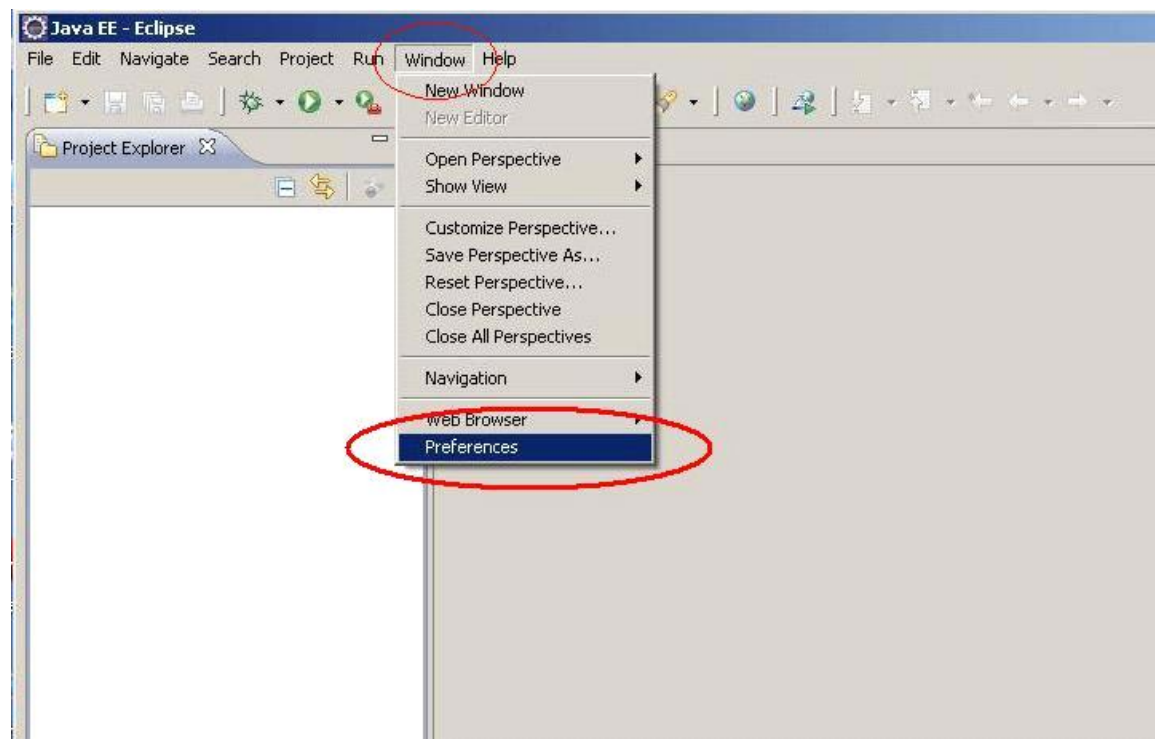 Java EE - Eclipse
File Edit Navigate Search Project Run Window Help
New Window
New Editor
Project Explorer
Open Perspective
Show View
Customize Perspective...
Save Perspective As...
Reset Perspective...
Close Perspective
Close All Perspectives
Navigation
Web Browser
Preferences